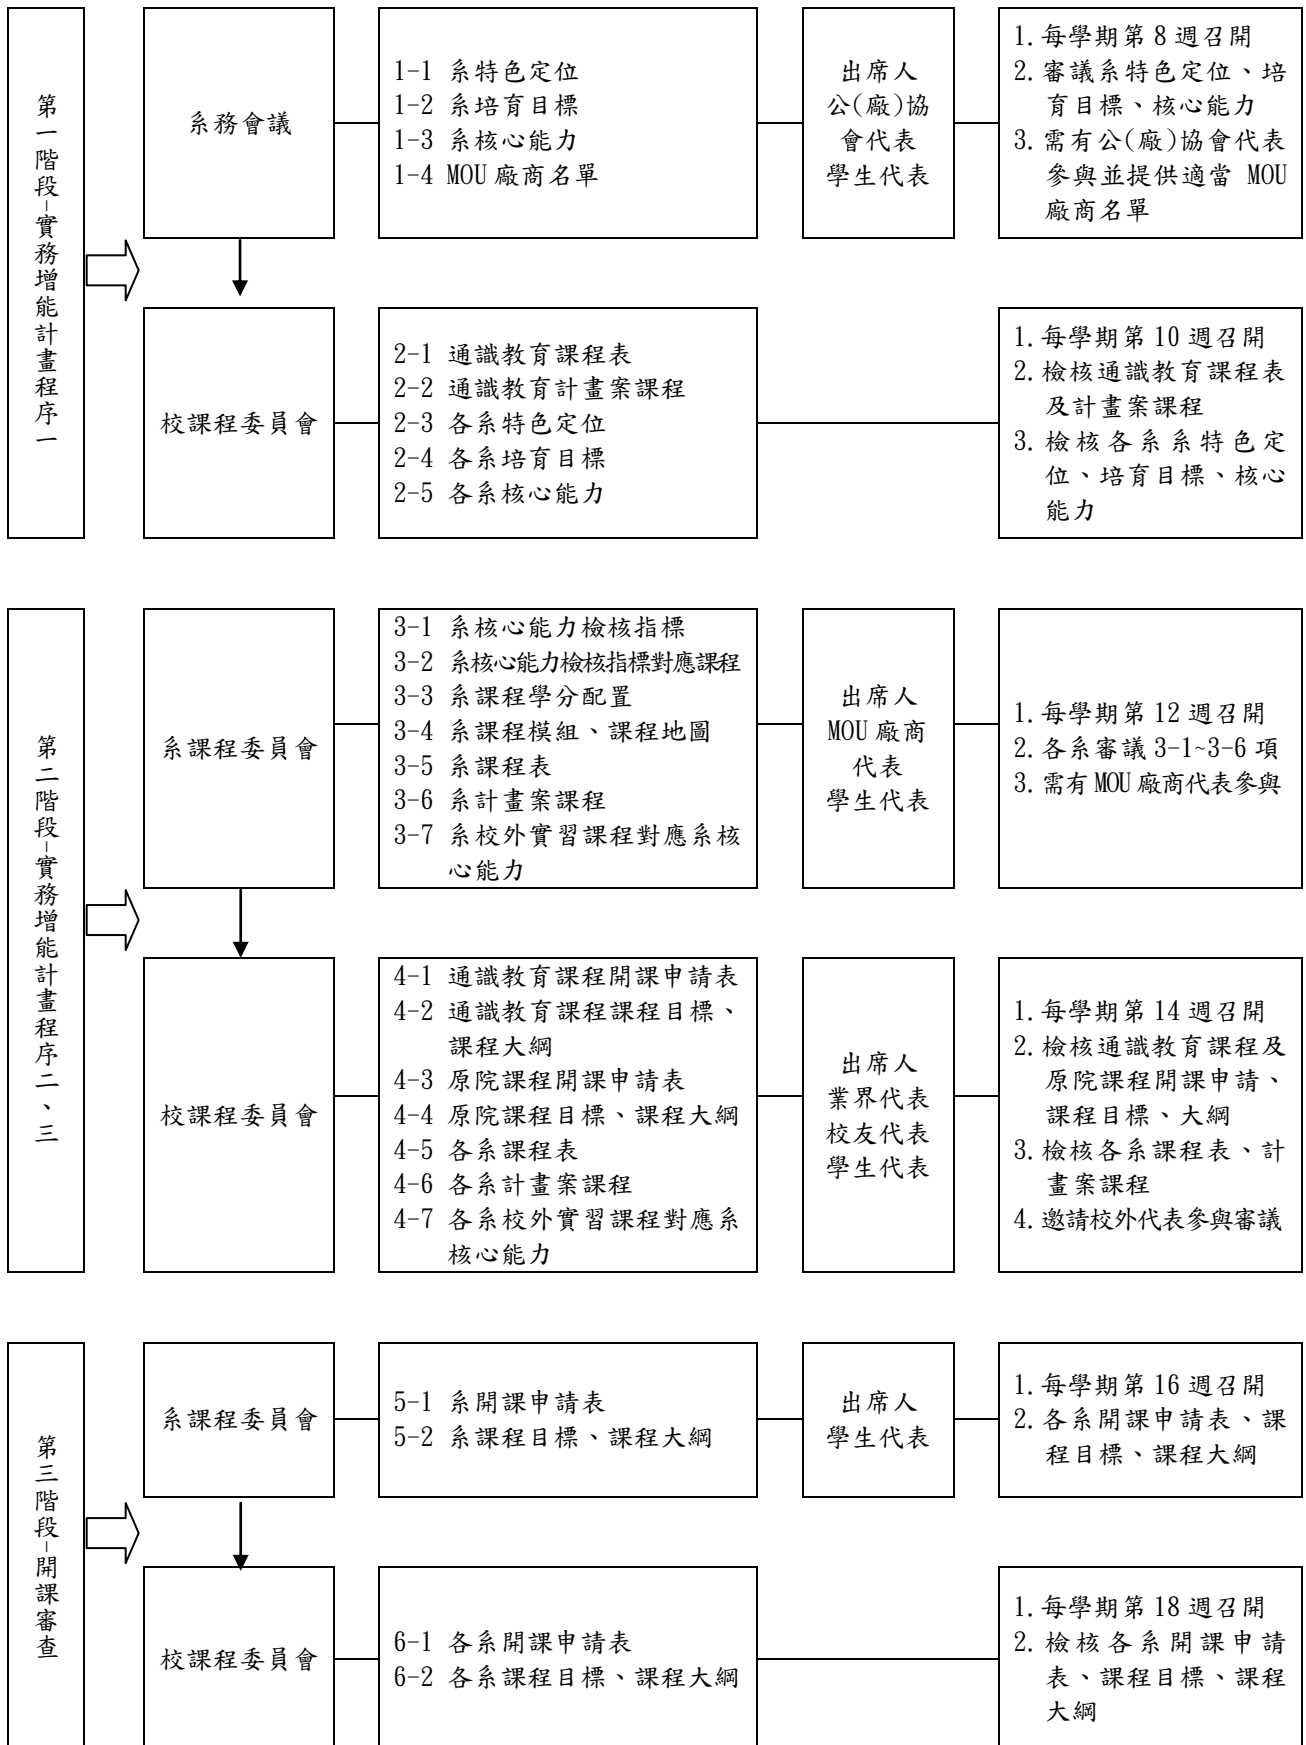 第一階段-實務增能計畫程序一
系務會議
1-1 系特色定位
1-2 系培育目標
1-3 系核心能力
1-4 MOU 廠商名單
出席人
公(廠)協
會代表
學生代表
1. 每學期第 8 週召開
2. 審議系特色定位、培
育目標、核心能力
3. 需有公(廠)協會代表
參與並提供適當 MOU
廠商名單
校課程委員會
2-1 通識教育課程表
2-2 通識教育計畫案課程
2-3 各系特色定位
2-4 各系培育目標
2-5 各系核心能力
1. 每學期第 10 週召開
2. 檢核通識教育課程表
及計畫案課程
3. 檢核各系系特色定
位、培育目標、核心
能力
第二階段-實務增能計畫程序二、三
系課程委員會
3-1 系核心能力檢核指標
3-2 系核心能力檢核指標對應課程
3-3 系課程學分配置
3-4 系課程模組、課程地圖
3-5 系課程表
3-6 系計畫案課程
3-7 系校外實習課程對應系核
心能力
出席人
MOU 廠商
代表
學生代表
1. 每學期第 12 週召開
2. 各系審議 3-1~3-6 項
3. 需有 MOU 廠商代表參與
校課程委員會
4-1 通識教育課程開課申請表
4-2 通識教育課程課程目標、
課程大綱
4-3 原院課程開課申請表
4-4 原院課程目標、課程大綱
4-5 各系課程表
4-6 各系計畫案課程
4-7 各系校外實習課程對應系
核心能力
出席人
業界代表
校友代表
學生代表
1. 每學期第 14 週召開
2. 檢核通識教育課程及
原院課程開課申請、
課程目標、大綱
3. 檢核各系課程表、計
畫案課程
4. 邀請校外代表參與審議
第三階段-開課審查
系課程委員會
5-1 系開課申請表
5-2 系課程目標、課程大綱
出席人
學生代表
1. 每學期第 16 週召開
2. 各系開課申請表、課
程目標、課程大綱
校課程委員會
6-1 各系開課申請表
6-2 各系課程目標、課程大綱
1. 每學期第 18 週召開
2. 檢核各系開課申請
表、課程目標、課程
大綱